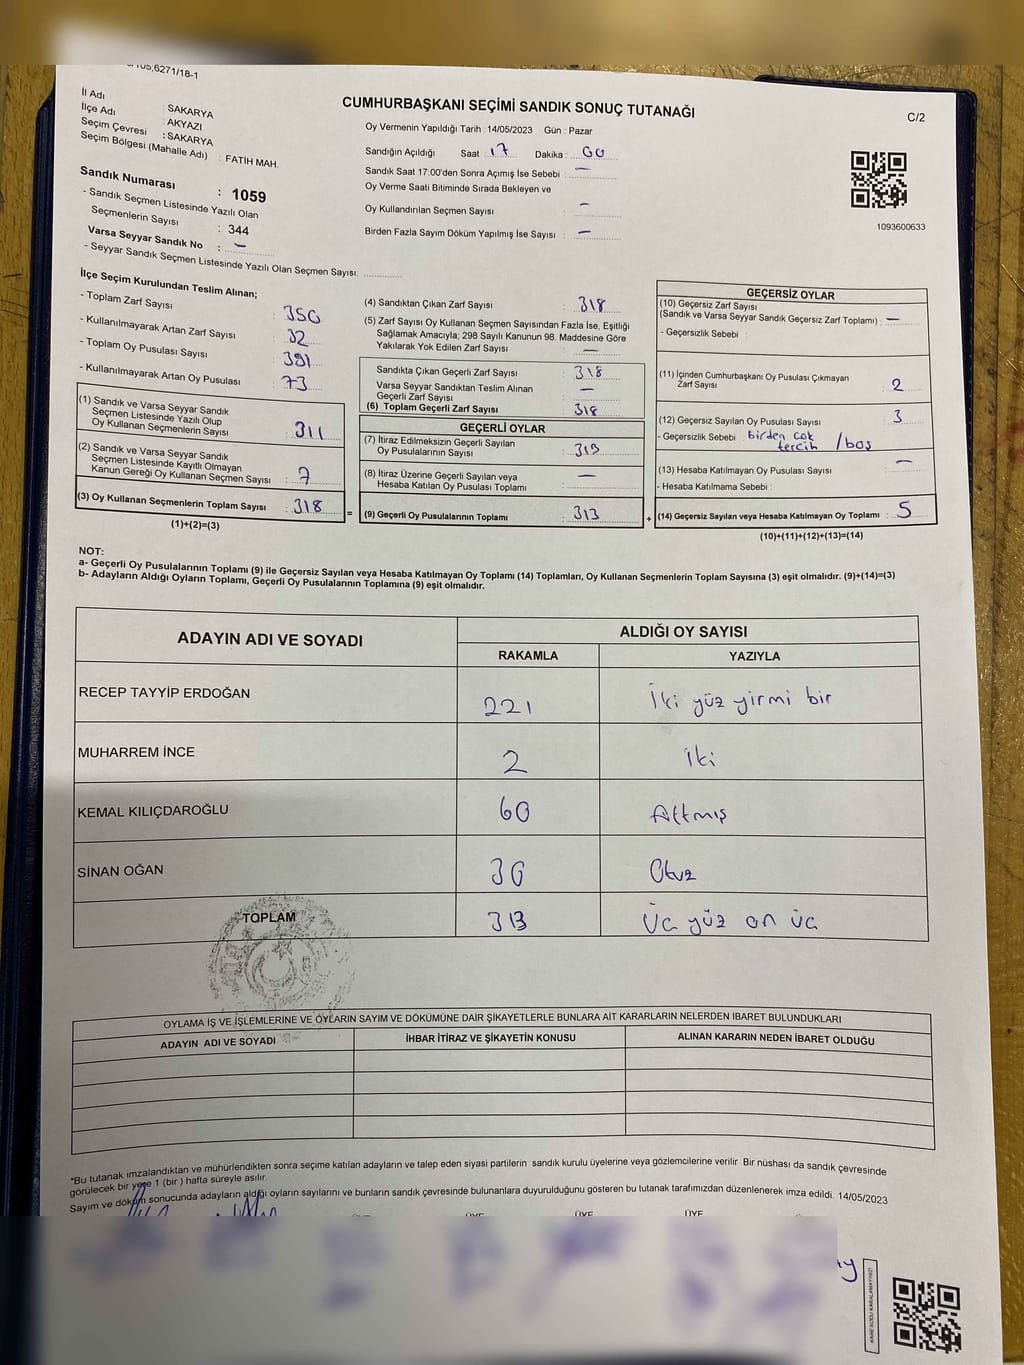 CUMHURBAŞKANI SEÇİMİ SANDIK SONUÇ TUTANAĞI
C/2
İl Adı : SAKARYA
İlçe Adı : AKYAZI
Seçim Çevresi : SAKARYA
Seçim Bölgesi (Mahalle Adı) : FATİH MAH.
Sandık Numarası : 1059
- Sandık Seçmen Listesinde Yazılı Olan
Seçmenlerin Sayısı : 344
Varsa Seyyar Sandık No : –
- Seyyar Sandık Seçmen Listesinde Yazılı Olan Seçmen Sayısı:
Oy Vermenin Yapıldığı Tarih : 14/05/2023 Gün : Pazar
Sandığın Açıldığı Saat : 17 Dakika : 00
Sandık Saat 17:00'den Sonra Açımış İse Sebebi : –
Oy Verme Saati Bitiminde Sırada Bekleyen ve
Oy Kullandırılan Seçmen Sayısı : –
Birden Fazla Sayım Döküm Yapılmış İse Sayısı : –
1093600633
İlçe Seçim Kurulundan Teslim Alınan;
- Toplam Zarf Sayısı : 350
- Kullanılmayarak Artan Zarf Sayısı : 32
- Toplam Oy Pusulası Sayısı : 391
- Kullanılmayarak Artan Oy Pusulası : 73
(1) Sandık ve Varsa Seyyar Sandık
Seçmen Listesinde Yazılı Olup
Oy Kullanan Seçmenlerin Sayısı : 311
(2) Sandık ve Varsa Seyyar Sandık
Seçmen Listesinde Kayıtlı Olmayan
Kanun Gereği Oy Kullanan Seçmen Sayısı : 7
(3) Oy Kullanan Seçmenlerin Toplam Sayısı : 318
(1)+(2)=(3)
(4) Sandıktan Çıkan Zarf Sayısı : 318
(5) Zarf Sayısı Oy Kullanan Seçmen Sayısından Fazla İse, Eşitliği
Sağlamak Amacıyla; 298 Sayılı Kanunun 98. Maddesine Göre
Yakılarak Yok Edilen Zarf Sayısı : –
Sandıkta Çıkan Geçerli Zarf Sayısı : 318
Varsa Seyyar Sandıktan Teslim Alınan
Geçerli Zarf Sayısı : –
(6) Toplam Geçerli Zarf Sayısı : 318
GEÇERLİ OYLAR
(7) İtiraz Edilmeksizin Geçerli Sayılan
Oy Pusulalarının Sayısı : 313
(8) İtiraz Üzerine Geçerli Sayılan veya
Hesaba Katılan Oy Pusulası Toplamı : –
=
(9) Geçerli Oy Pusulalarının Toplamı : 313
+
GEÇERSİZ OYLAR
(10) Geçersiz Zarf Sayısı
(Sandık ve Varsa Seyyar Sandık Geçersiz Zarf Toplamı) : –
- Geçersizlik Sebebi :
(11) İçinden Cumhurbaşkanı Oy Pusulası Çıkmayan
Zarf Sayısı : 2
(12) Geçersiz Sayılan Oy Pusulası Sayısı : 3
- Geçersizlik Sebebi : birden çok
tercih / boş
(13) Hesaba Katılmayan Oy Pusulası Sayısı : –
- Hesaba Katılmama Sebebi :
(14) Geçersiz Sayılan veya Hesaba Katılmayan Oy Toplamı : 5
(10)+(11)+(12)+(13)=(14)
NOT:
a- Geçerli Oy Pusulalarının Toplamı (9) ile Geçersiz Sayılan veya Hesaba Katılmayan Oy Toplamı (14) Toplamları, Oy Kullanan Seçmenlerin Toplam Sayısına (3) eşit olmalıdır. (9)+(14)=(3)
b- Adayların Aldığı Oyların Toplamı, Geçerli Oy Pusulalarının Toplamına (9) eşit olmalıdır.
ADAYIN ADI VE SOYADI
ALDIĞI OY SAYISI
RAKAMLA YAZIYLA
RECEP TAYYİP ERDOĞAN 221 İki yüz yirmi bir
MUHARREM İNCE 2 İki
KEMAL KILIÇDAROĞLU 60 Altmış
SİNAN OĞAN 30 Otuz
TOPLAM 313 Üç yüz on üç
OYLAMA İŞ VE İŞLEMLERİNE VE OYLARIN SAYIM VE DÖKÜMÜNE DAİR ŞİKAYETLERLE BUNLARA AİT KARARLARIN NELERDEN İBARET BULUNDUKLARI
ADAYIN ADI VE SOYADI İHBAR İTİRAZ VE ŞİKAYETİN KONUSU ALINAN KARARIN NEDEN İBARET OLDUĞU
*Bu tutanak imzalandıktan ve mühürlendikten sonra seçime katılan adayların ve talep eden siyasi partilerin sandık kurulu üyelerine veya gözlemcilerine verilir. Bir nüshası da sandık çevresinde
görülecek bir yere 1 (bir) hafta süreyle asılır.
Sayım ve döküm sonucunda adayların aldığı oyların sayılarını ve bunların sandık çevresinde bulunanlara duyurulduğunu gösteren bu tutanak tarafımızdan düzenlenerek imza edildi. 14/05/2023
ÜYE ÜYE ÜYE